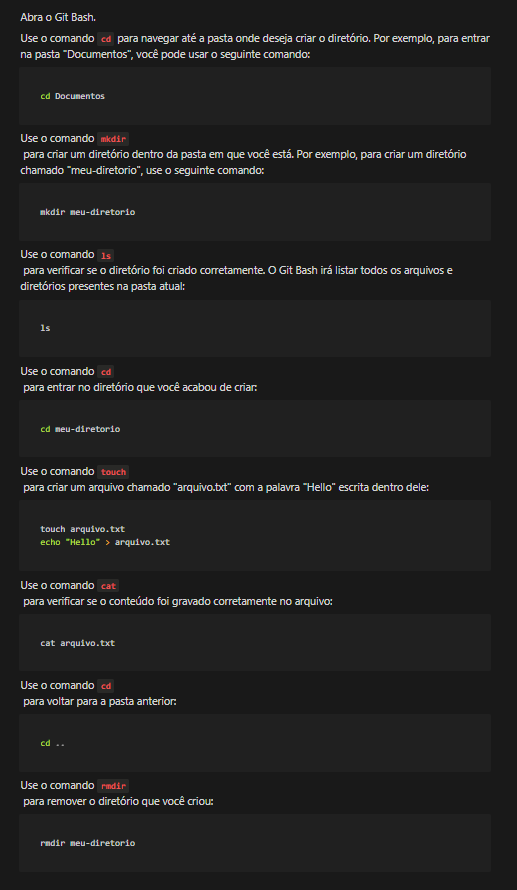 Abra o Git Bash.
Use o comando cd para navegar até a pasta onde deseja criar o diretório. Por exemplo, para entrar
na pasta "Documentos", você pode usar o seguinte comando:
cd Documentos
Use o comando mkdir
para criar um diretório dentro da pasta em que você está. Por exemplo, para criar um diretório
chamado "meu-diretorio", use o seguinte comando:
mkdir meu-diretorio
Use o comando ls
para verificar se o diretório foi criado corretamente. O Git Bash irá listar todos os arquivos e
diretórios presentes na pasta atual:
ls
Use o comando cd
para entrar no diretório que você acabou de criar:
cd meu-diretorio
Use o comando touch
para criar um arquivo chamado "arquivo.txt" com a palavra "Hello" escrita dentro dele:
touch arquivo.txt
echo "Hello" > arquivo.txt
Use o comando cat
para verificar se o conteúdo foi gravado corretamente no arquivo:
cat arquivo.txt
Use o comando cd
para voltar para a pasta anterior:
cd ..
Use o comando rmdir
para remover o diretório que você criou:
rmdir meu-diretorio